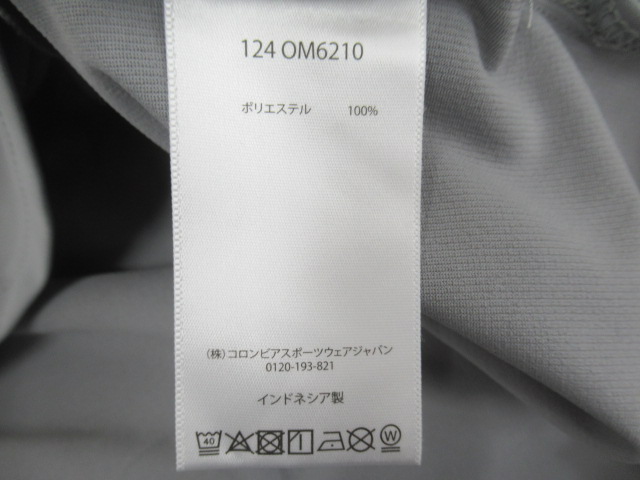 124 OM6210
ポリエステル 100%
（株）コロンビアスポーツウェアジャパン
0120-193-821
インドネシア製
40 W